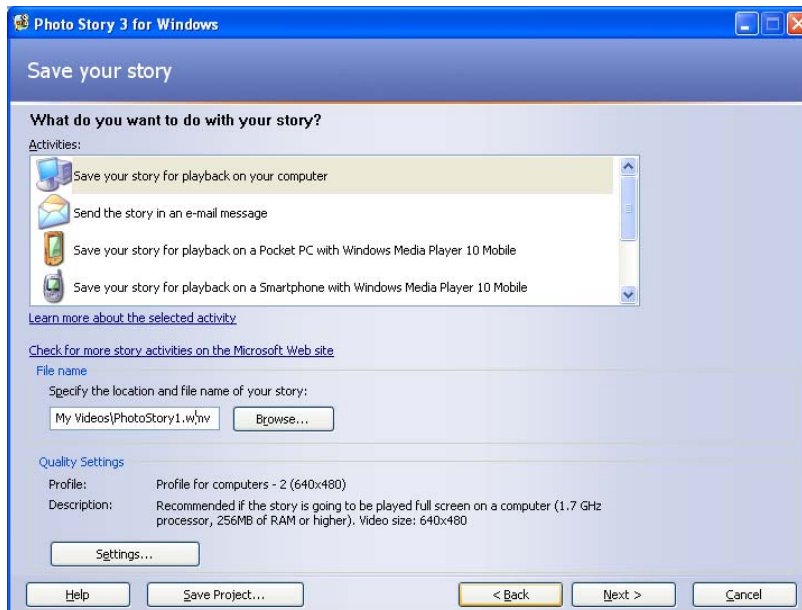 Photo Story 3 for Windows
Save your story
What do you want to do with your story?
Activities:
Save your story for playback on your computer
Send the story in an e-mail message
Save your story for playback on a Pocket PC with Windows Media Player 10 Mobile
Save your story for playback on a Smartphone with Windows Media Player 10 Mobile
Learn more about the selected activity
Check for more story activities on the Microsoft Web site
File name
Specify the location and file name of your story:
My Videos\PhotoStory1.wmv
Browse...
Quality Settings
Profile: Profile for computers - 2 (640x480)
Description: Recommended if the story is going to be played full screen on a computer (1.7 GHz
processor, 256MB of RAM or higher). Video size: 640x480
Settings...
Help Save Project... < Back Next > Cancel